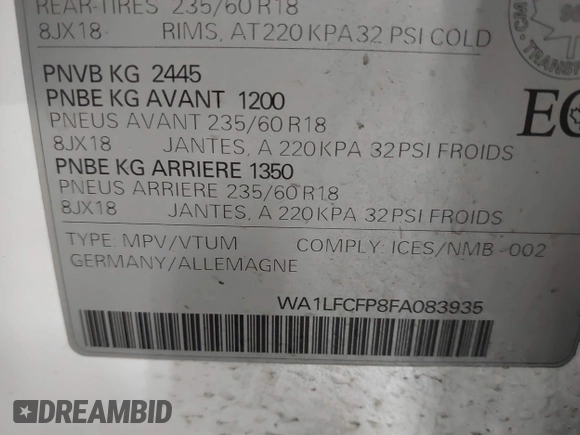 REAR-TIRES 235/60 R18
8JX18 RIMS, AT 220 KPA 32 PSI COLD
PNVB KG 2445
PNBE KG AVANT 1200
PNEUS AVANT 235/60 R18
8JX18 JANTES, A 220 KPA 32 PSI FROIDS
PNBE KG ARRIERE 1350
PNEUS ARRIERE 235/60 R18
8JX18 JANTES, A 220 KPA 32 PSI FROIDS
TYPE: MPV/VTUM COMPLY: ICES/NMB-002
GERMANY/ALLEMAGNE
WA1LFCFP8FA083935
DREAMBID